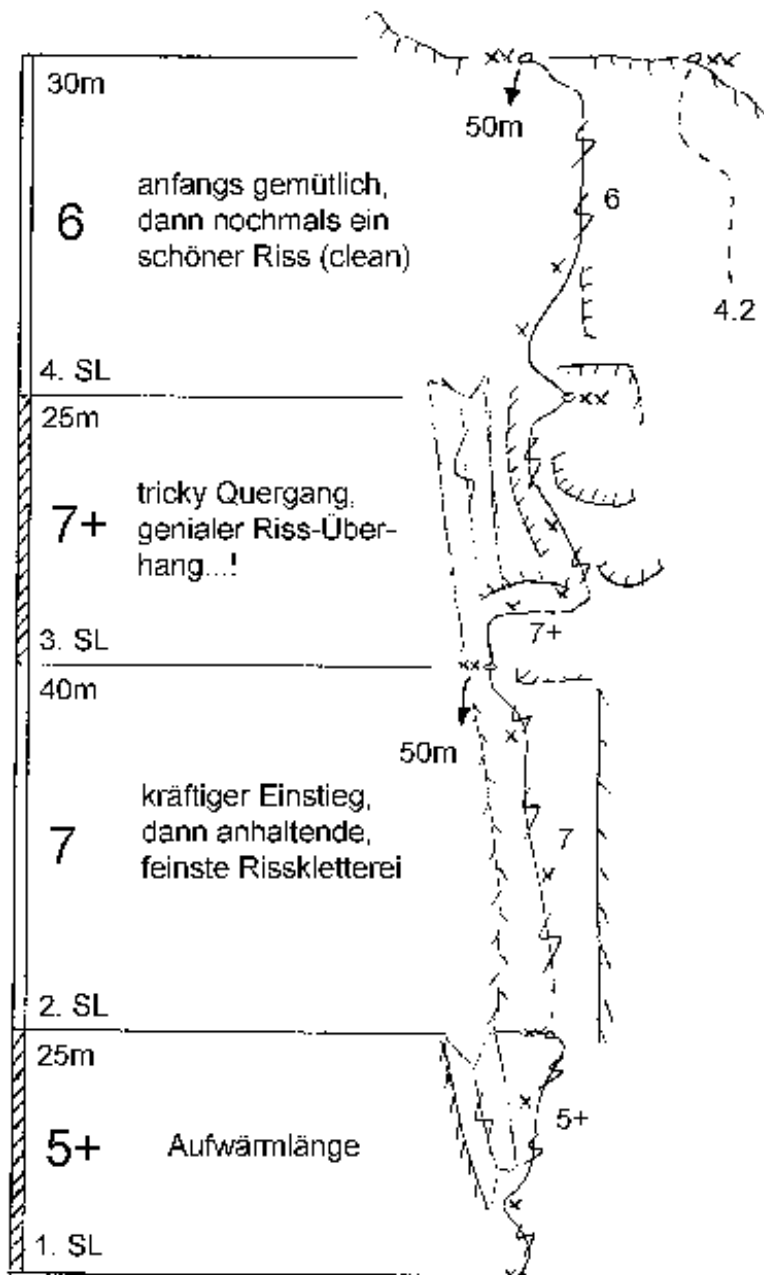 30m
50m
6
anfangs gemütlich,
dann nochmals ein
schöner Riss (clean)
6
4.2
4. SL
25m
7+
tricky Quergang,
genialer Riss-Über-
hang...!
7+
3. SL
40m
50m
7
kräftiger Einstieg,
dann anhaltende,
feinste Risskletterei
7
2. SL
25m
5+
Aufwärmlänge
5+
1. SL